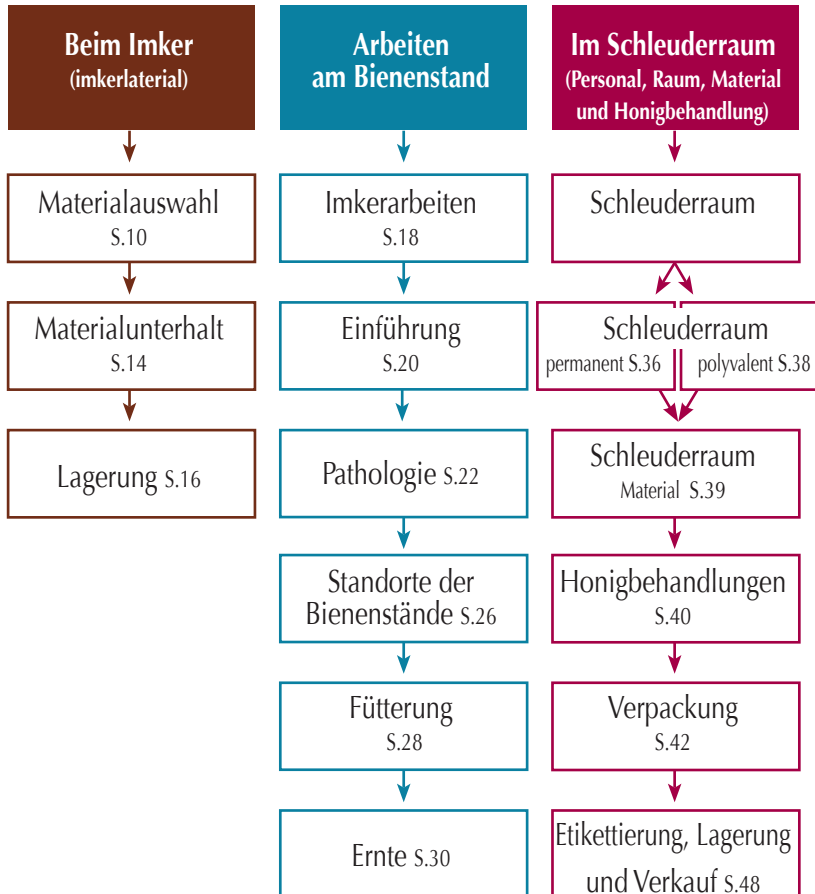 Beim Imker
(imkerlaterial)
Materialauswahl
S.10
Materialunterhalt
S.14
Lagerung S.16
Arbeiten
am Bienenstand
Imkerarbeiten
S.18
Einführung
S.20
Pathologie S.22
Standorte der
Bienenstände S.26
Fütterung
S.28
Ernte S.30
Im Schleuderraum
(Personal, Raum, Material
und Honigbehandlung)
Schleuderraum
Schleuderraum
permanent S.36 polyvalent S.38
Schleuderraum
Material S.39
Honigbehandlungen
S.40
Verpackung
S.42
Etikettierung, Lagerung
und Verkauf S.48